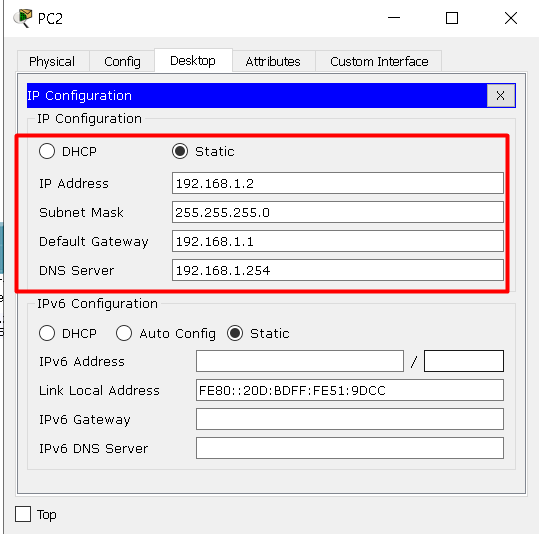 PC2
Physical Config Desktop Attributes Custom Interface
IP Configuration X
IP Configuration
DHCP Static
IP Address 192.168.1.2
Subnet Mask 255.255.255.0
Default Gateway 192.168.1.1
DNS Server 192.168.1.254
IPv6 Configuration
DHCP Auto Config Static
IPv6 Address /
Link Local Address FE80::20D:BDFF:FE51:9DCC
IPv6 Gateway
IPv6 DNS Server
Top